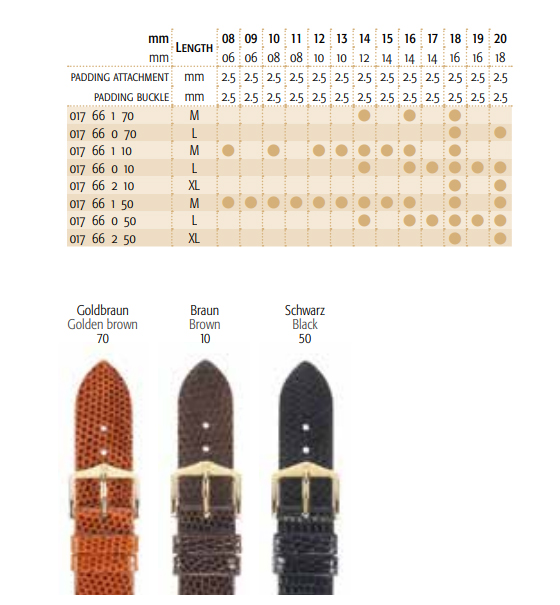 mm LENGTH 08 09 10 11 12 13 14 15 16 17 18 19 20
mm 06 06 08 08 10 10 12 14 14 14 16 16 18
PADDING ATTACHMENT mm 2.5 2.5 2.5 2.5 2.5 2.5 2.5 2.5 2.5 2.5 2.5 2.5 2.5
PADDING BUCKLE mm 2.5 2.5 2.5 2.5 2.5 2.5 2.5 2.5 2.5 2.5 2.5 2.5 2.5
017 66 1 70 M
017 66 0 70 L
017 66 1 10 M
017 66 0 10 L
017 66 2 10 XL
017 66 1 50 M
017 66 0 50 L
017 66 2 50 XL
Goldbraun Braun Schwarz
Golden brown Brown Black
70 10 50